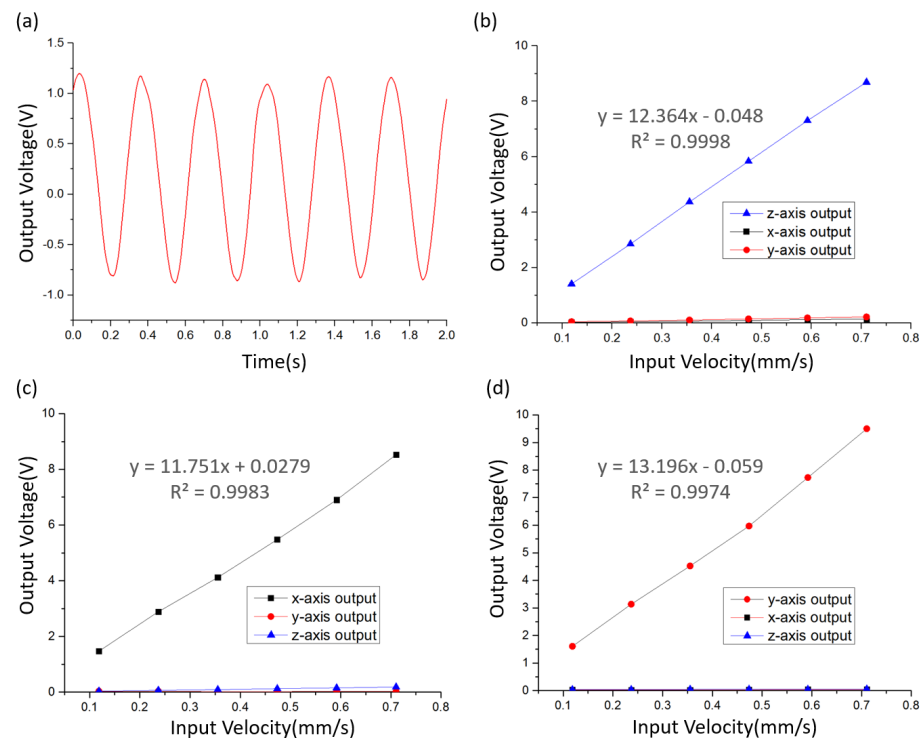 (a)
1.5
1.0
0.5
0.0
-0.5
-1.0
Output Voltage(V)
0.0 0.2 0.4 0.6 0.8 1.0 1.2 1.4 1.6 1.8 2.0
Time(s)
(b)
10
8
6
4
2
0
Output Voltage(V)
y = 12.364x - 0.048
R² = 0.9998
z-axis output
x-axis output
y-axis output
0.1 0.2 0.3 0.4 0.5 0.6 0.7 0.8
Input Velocity(mm/s)
(c)
10
8
6
4
2
0
Output Voltage(V)
y = 11.751x + 0.0279
R² = 0.9983
x-axis output
y-axis output
z-axis output
0.1 0.2 0.3 0.4 0.5 0.6 0.7 0.8
Input Velocity(mm/s)
(d)
10
9
8
7
6
5
4
3
2
1
0
Output Voltage(V)
y = 13.196x - 0.059
R² = 0.9974
y-axis output
x-axis output
z-axis output
0.1 0.2 0.3 0.4 0.5 0.6 0.7 0.8
Input Velocity(mm/s)